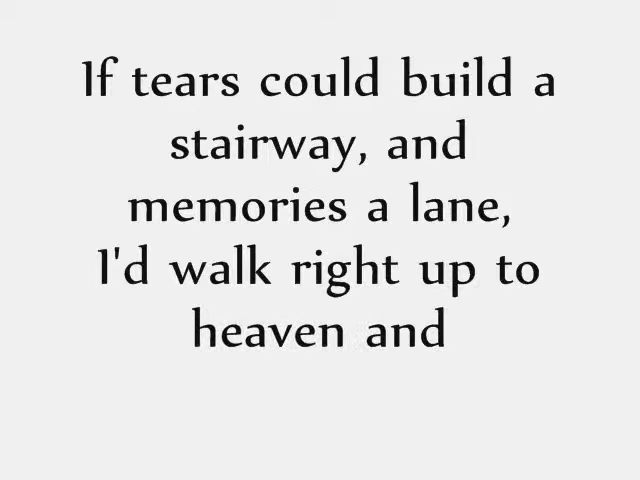 If tears could build a
stairway, and
memories a lane,
I'd walk right up to
heaven and